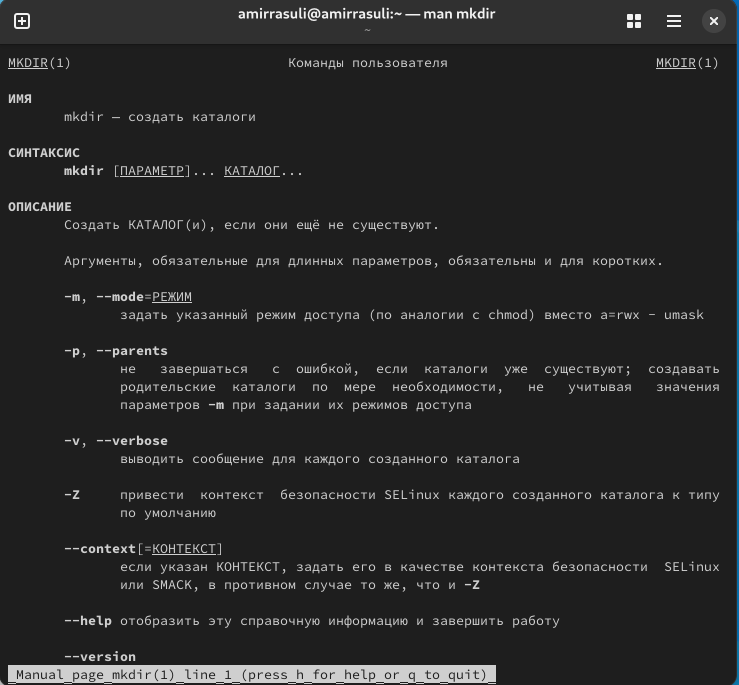 amirrasuli@amirrasuli:~ — man mkdir
~
MKDIR(1) Команды пользователя MKDIR(1)
ИМЯ
mkdir — создать каталоги
СИНТАКСИС
mkdir [ПАРАМЕТР]... КАТАЛОГ...
ОПИСАНИЕ
Создать КАТАЛОГ(и), если они ещё не существуют.
Аргументы, обязательные для длинных параметров, обязательны и для коротких.
-m, --mode=РЕЖИМ
задать указанный режим доступа (по аналогии с chmod) вместо a=rwx - umask
-p, --parents
не завершаться с ошибкой, если каталоги уже существуют; создавать
родительские каталоги по мере необходимости, не учитывая значения
параметров -m при задании их режимов доступа
-v, --verbose
выводить сообщение для каждого созданного каталога
-Z привести контекст безопасности SELinux каждого созданного каталога к типу
по умолчанию
--context[=КОНТЕКСТ]
если указан КОНТЕКСТ, задать его в качестве контекста безопасности SELinux
или SMACK, в противном случае то же, что и -Z
--help отобразить эту справочную информацию и завершить работу
--version
Manual page mkdir(1) line 1 (press h for help or q to quit)